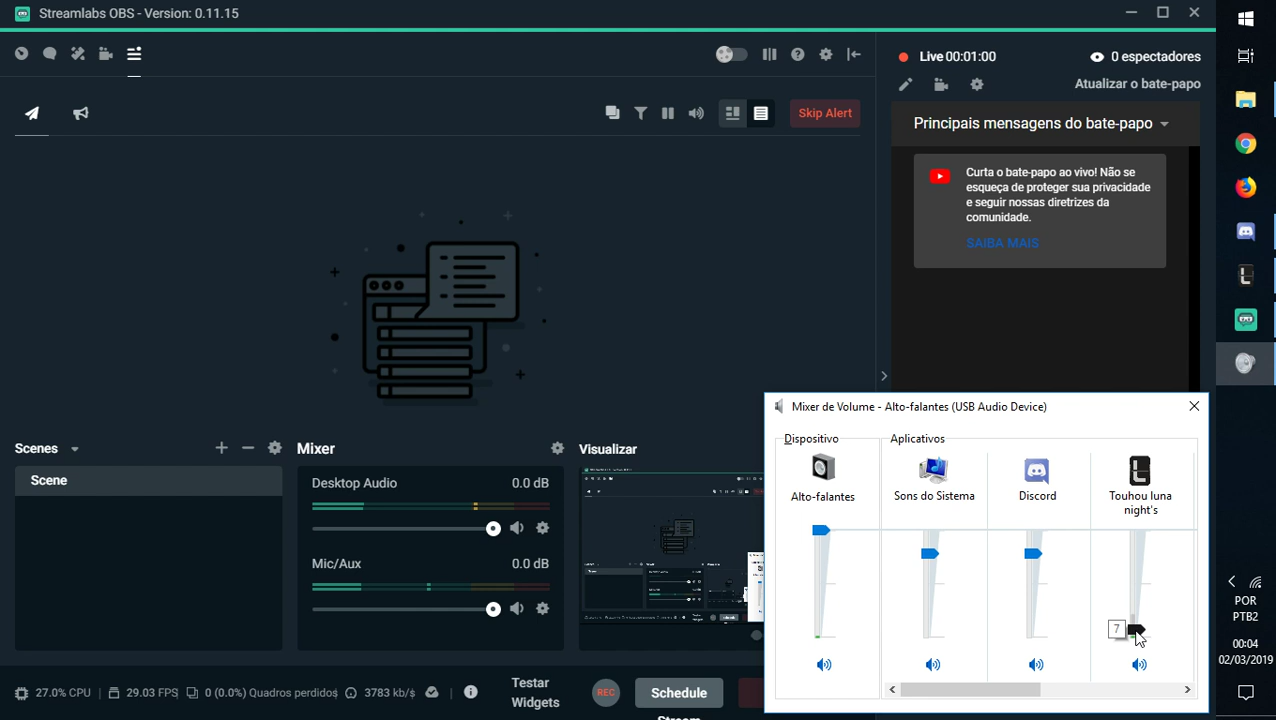 Streamlabs OBS - Version: 0.11.15
Live 00:01:00
0 espectadores
Atualizar o bate-papo
Skip Alert
Principais mensagens do bate-papo
Curta o bate-papo ao vivo! Não se
esqueça de proteger sua privacidade
e seguir nossas diretrizes da
comunidade.
SAIBA MAIS
Scenes
Scene
Mixer
Desktop Audio 0.0 dB
Mic/Aux 0.0 dB
Visualizar
Mixer de Volume - Alto-falantes (USB Audio Device)
Dispositivo
Aplicativos
Alto-falantes
Sons do Sistema
Discord
Touhou luna
night's
7
27.0% CPU
29.03 FPS
0 (0.0%) Quadros perdidos
3783 kb/s
Testar
Widgets
REC
Schedule
POR
PTB2
00:04
02/03/2019